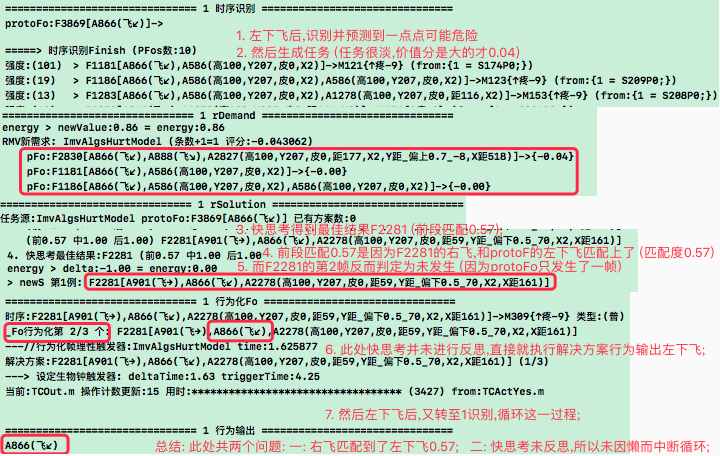 ============================== 1 时序识别 ==============================
protoFo:F3869[A866(飞↙)]->
1. 左下飞后,识别并预测到一点点可能危险
=====> 时序识别Finish (PFos数:10)
2. 然后生成任务 (任务很淡,价值分是大的才0.04)
强度:(101) > F1181[A866(飞↙),A586(高100,Y207,皮0,X2)]->M121{↑疼-9} (from:{1 = S174P0;})
强度:(19) > F1186[A866(飞↙),A586(高100,Y207,皮0,X2),A586(高100,Y207,皮0,X2)]->M123{↑疼-9} (from:{1 = S209P0;})
强度:(13) > F1283[A866(飞↙),A586(高100,Y207,皮0,X2),A1278(高100,Y207,皮0,距116,X2)]->M153{↑疼-9} (from:{1 = S208P0;})
============================== 1 rDemand ==============================
energy > newValue:0.86 = energy:0.86
RMV新需求: ImvAlgsHurtModel (条数+1=1 评分:-0.043062)
pFo:F2830[A866(飞↙),A888(飞↘),A2827(高100,Y207,皮0,距177,X2,Y距_偏上0.7_-8,X距518)]->{-0.04}
pFo:F1181[A866(飞↙),A586(高100,Y207,皮0,X2)]->{-0.00}
pFo:F1186[A866(飞↙),A586(高100,Y207,皮0,X2),A586(高100,Y207,皮0,X2)]->{-0.00}
============================== 1 rSolution ==============================
任务源:ImvAlgsHurtModel protoFo:F3869[A866(飞↙)] 已有方案数:0
3. 快思考得到最佳结果F2281 (前段匹配0.57);
(前0.57 中1.00 后1.00) F2281[A901(飞→),A866(飞↙),A2278(高100,Y207,皮0,距59,Y距_偏下0.5_70,X2,X距161)]
4. 快思考最佳结果:F2281 (前0.57 中1.00 后1.00
4. 前段匹配0.57是因为F2281的右飞,和protoF的左下飞匹配上了 (匹配度0.57)
energy > delta:-1.00 = energy:0.00
5. 而F2281的第2帧反而判定为未发生 (因为protoFo只发生了一帧)
> newS 第1例: F2281[A901(飞→),A866(飞↙),A2278(高100,Y207,皮0,距59,Y距_偏下0.5_70,X2,X距161)]
============================== 1 行为化Fo ==============================
时序:F2281[A901(飞→),A866(飞↙),A2278(高100,Y207,皮0,距59,Y距_偏下0.5_70,X2,X距161)]->M309{↑疼-9} 类型:(普)
_Fo行为化第 2/3 个: F2281[A901(飞→),A866(飞↙),A2278(高100,Y207,皮0,距59,Y距_偏下0.5_70,X2,X距161)]
---//行为化帧理性触发器:ImvAlgsHurtModel time:1.625877
6. 此处快思考并未进行反思,直接就执行解决方案行为输出左下飞;
解决方案:F2281[A901(飞→),A866(飞↙),A2278(高100,Y207,皮0,距59,Y距_偏下0.5_70,X2,X距161)] (1/3)
---> 设定生物钟触发器: deltaTime:1.63 triggerTime:4.25
当前:TCOut.m 操作计数更新:15 用时:******************************** (3427) from:TCActYes.m
7. 然后左下飞后,又转至1识别,循环这一过程;
============================== 1 行为输出 ==============================
A866(飞↙)
总结: 此处共两个问题: 一: 右飞匹配到了左下飞0.57; 二: 快思考未反思,所以未因懒而中断循环;